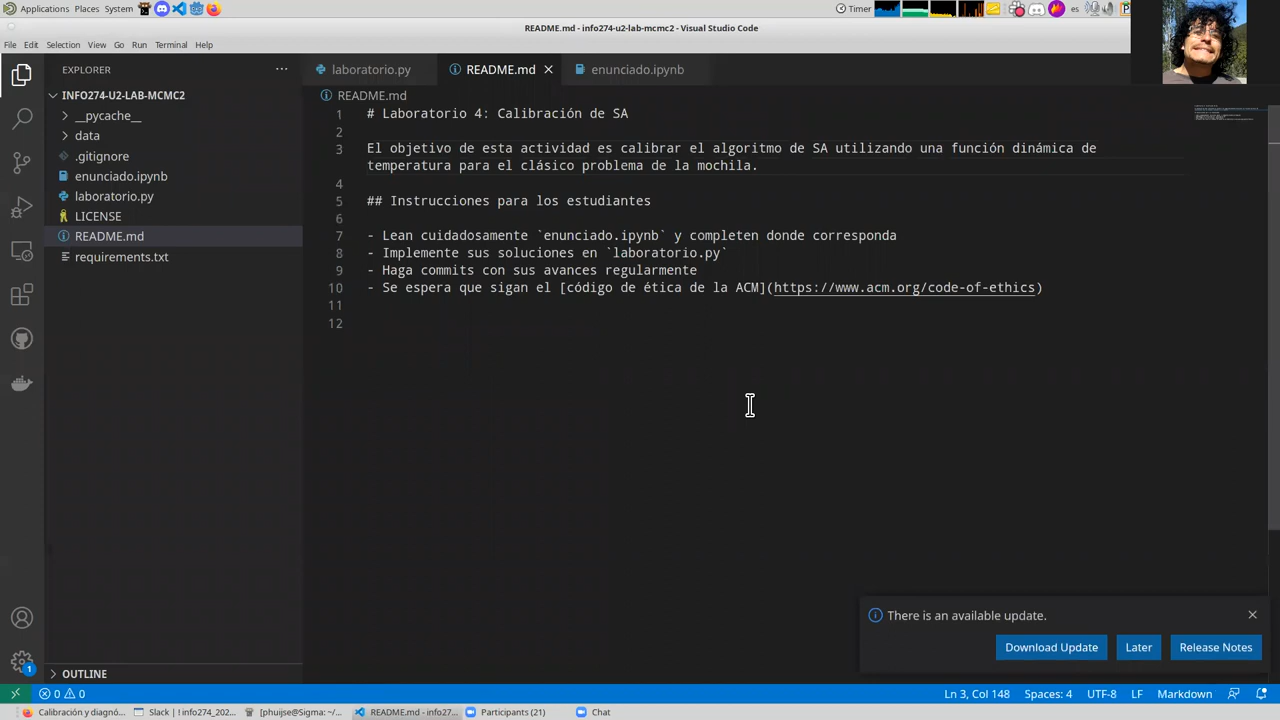 Applications Places System Timer es P
README.md - info274-u2-lab-mcmc2 - Visual Studio Code
File Edit Selection View Go Run Terminal Help
EXPLORER
laboratorio.py README.md enunciado.ipynb
INFO274-U2-LAB-MCMC2
README.md
__pycache__
data
.gitignore
enunciado.ipynb
laboratorio.py
LICENSE
README.md
requirements.txt
1 # Laboratorio 4: Calibración de SA
2
3 El objetivo de esta actividad es calibrar el algoritmo de SA utilizando una función dinámica de
temperatura para el clásico problema de la mochila.
4
5 ## Instrucciones para los estudiantes
6
7 - Lean cuidadosamente `enunciado.ipynb` y completen donde corresponda
8 - Implemente sus soluciones en `laboratorio.py`
9 - Haga commits con sus avances regularmente
10 - Se espera que sigan el [código de ética de la ACM](https://www.acm.org/code-of-ethics)
11
12
There is an available update.
Download Update Later Release Notes
1
OUTLINE
0 0 Ln 3, Col 148 Spaces: 4 UTF-8 LF Markdown
Calibración y diagnó... Slack | ! info274_202... [phuijse@Sigma: ~/... README.md - info27... Participants (21) Chat